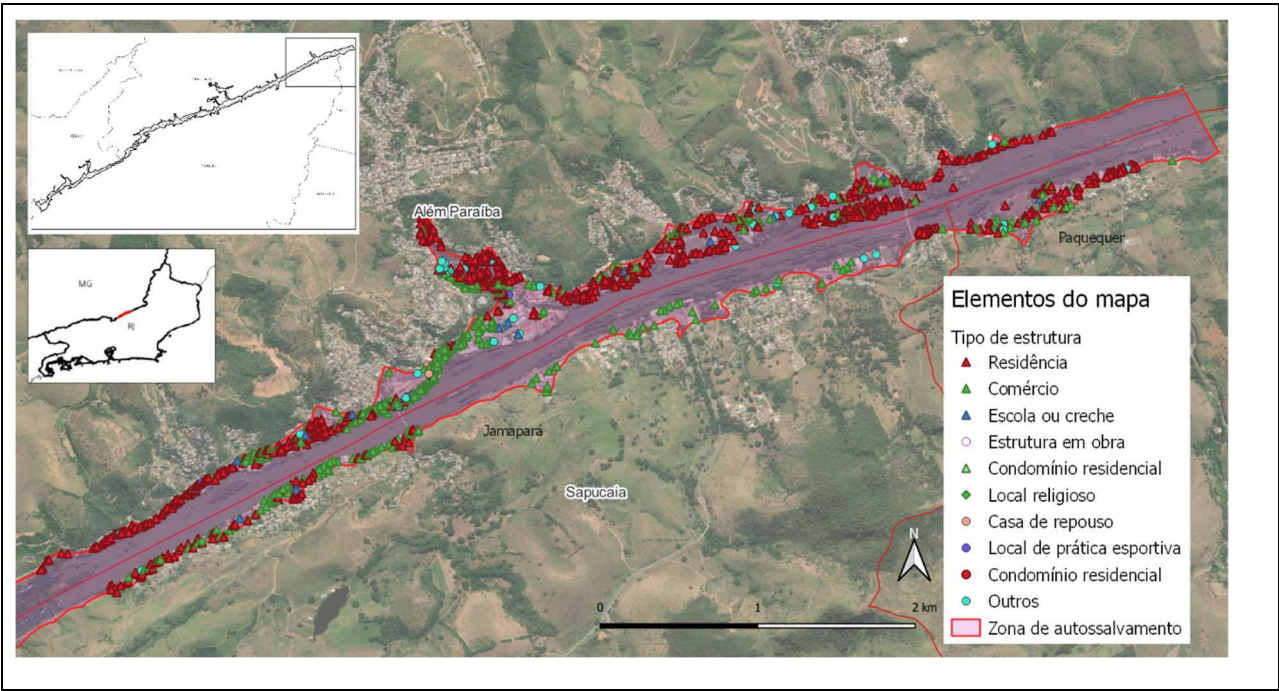 MG
RJ
Além Paraíba
Paquequer
Jamapará
Sapucaia
N
0 1 2 km
Elementos do mapa
Tipo de estrutura
Residência
Comércio
Escola ou creche
Estrutura em obra
Condomínio residencial
Local religioso
Casa de repouso
Local de prática esportiva
Condomínio residencial
Outros
Zona de autossalvamento